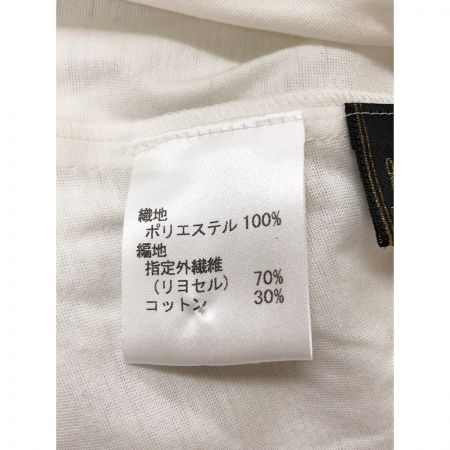 織地
ポリエステル 100%
編地
指定外繊維
(リヨセル) 70%
コットン 30%